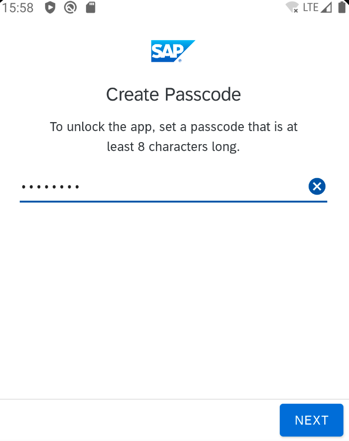 15:58 LTE
SAP
Create Passcode
To unlock the app, set a passcode that is at
least 8 characters long.
••••••••
NEXT